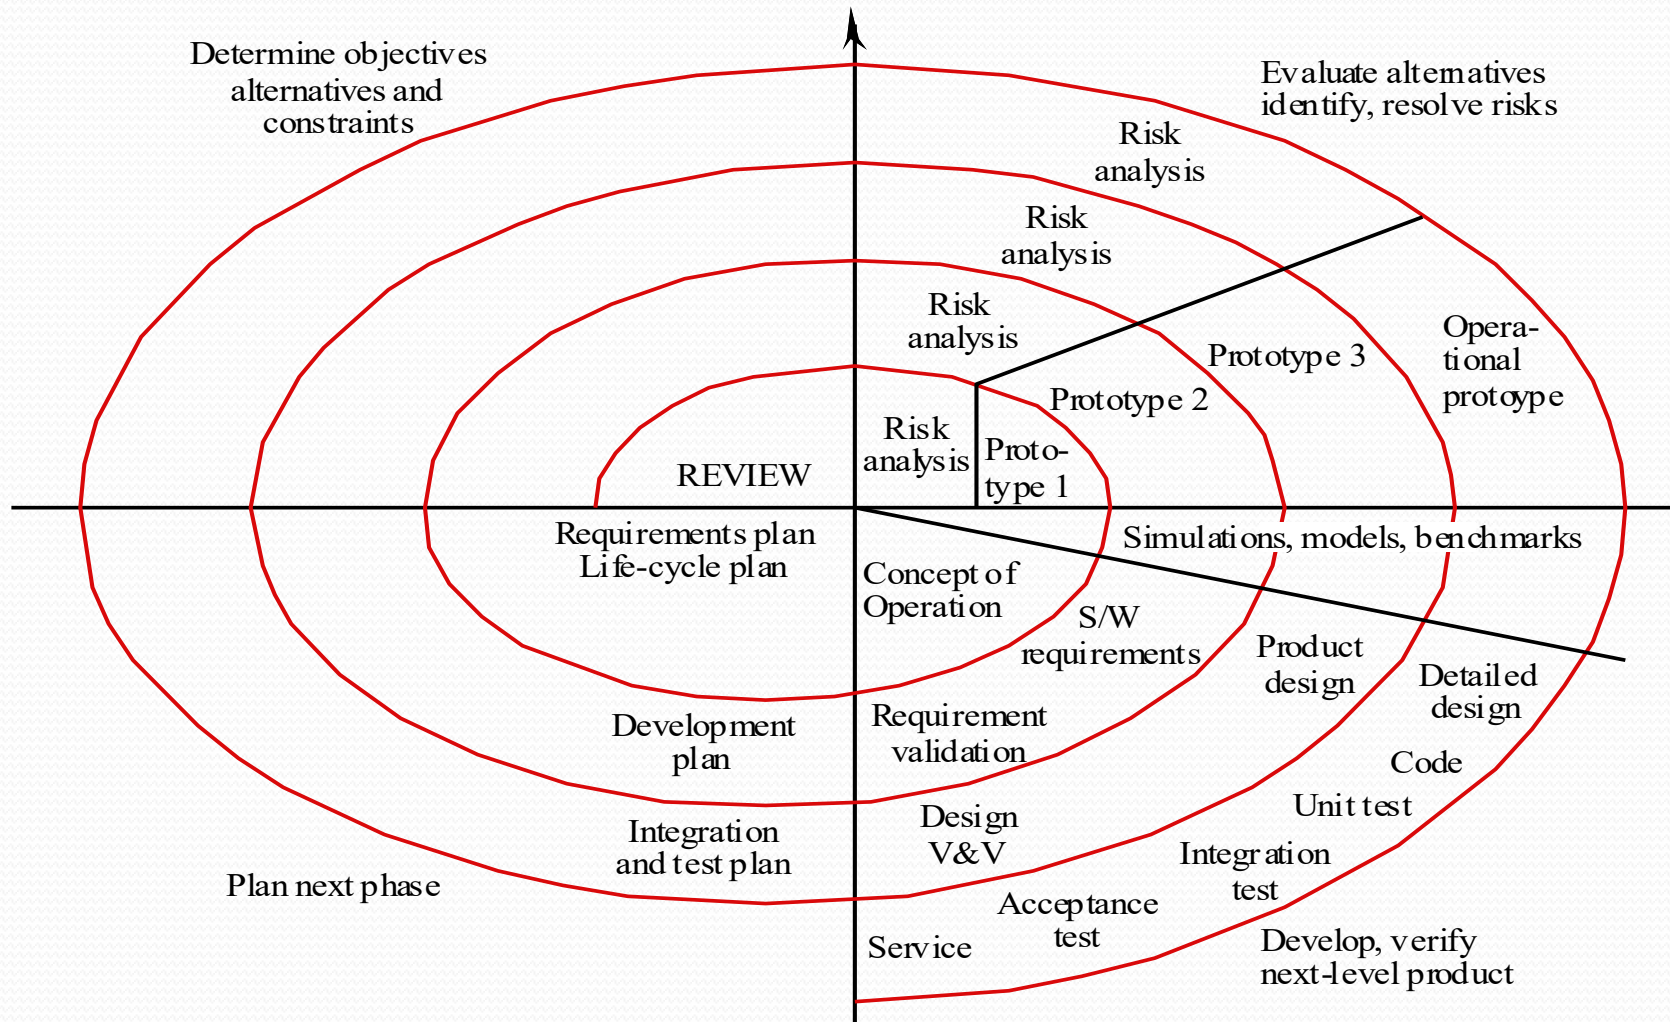 Determine objectives
alternatives and
constraints
Evaluate alternatives
identify, resolve risks
Risk
analysis
Risk
analysis
Risk
analysis
Risk
analysis
Proto-
type 1
Prototype 2
Prototype 3
Opera-
tional
protoype
REVIEW
Requirements plan
Life-cycle plan
Concept of
Operation
Simulations, models, benchmarks
S/W
requirements
Product
design
Detailed
design
Development
plan
Requirement
validation
Code
Unit test
Integration
and test plan
Design
V&V
Integration
test
Plan next phase
Acceptance
test
Service
Develop, verify
next-level product